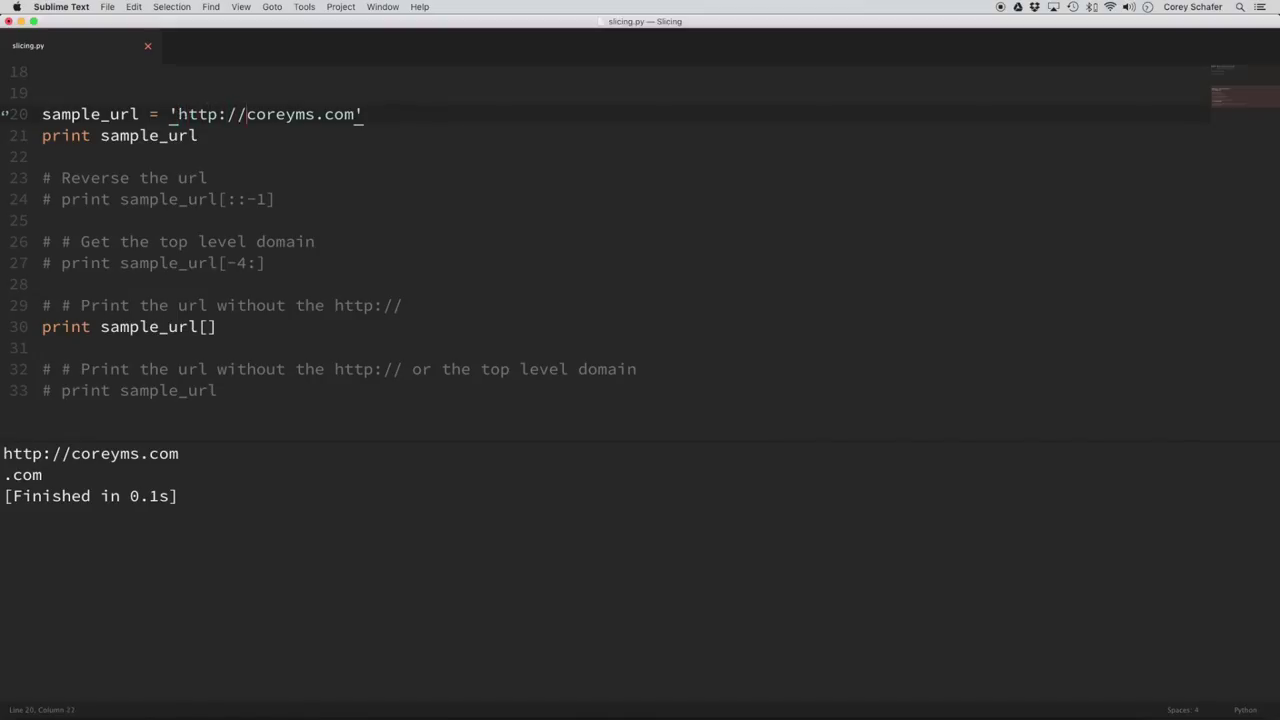 Sublime Text File Edit Selection Find View Goto Tools Project Window Help Corey Schafer
slicing.py — Slicing
slicing.py
18
19
20 sample_url = 'http://coreyms.com'
21 print sample_url
22
23 # Reverse the url
24 # print sample_url[::-1]
25
26 # # Get the top level domain
27 # print sample_url[-4:]
28
29 # # Print the url without the http://
30 print sample_url[]
31
32 # # Print the url without the http:// or the top level domain
33 # print sample_url
http://coreyms.com
.com
[Finished in 0.1s]
Line 20, Column 22 Spaces: 4 Python